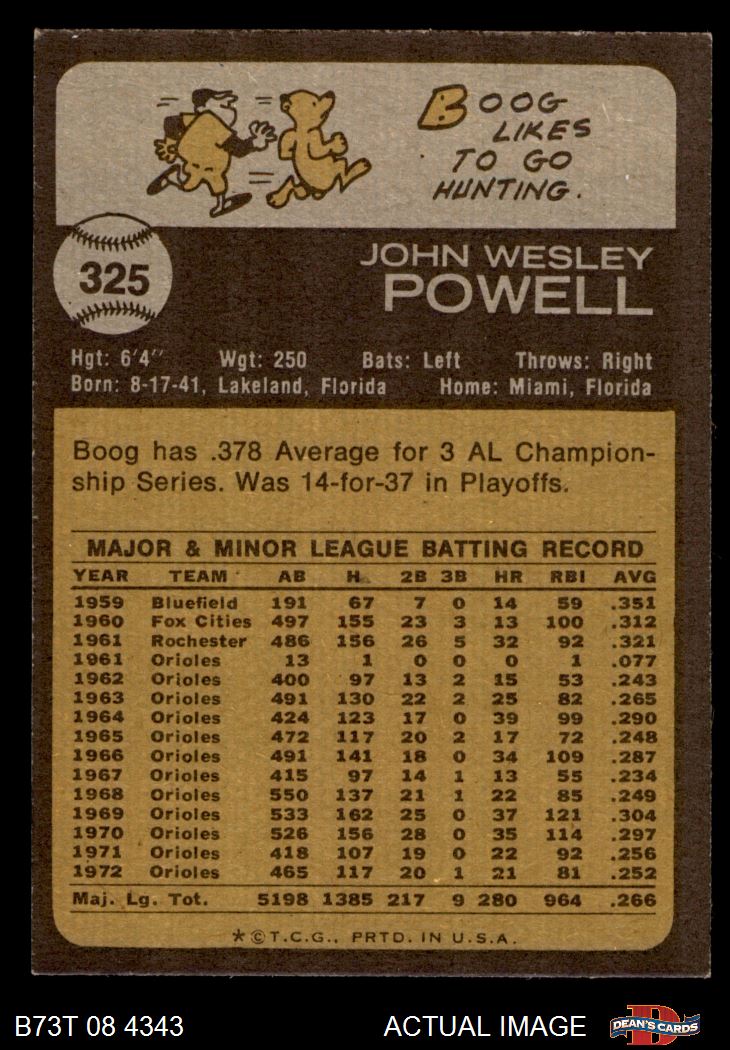 BOOG
LIKES
TO GO
HUNTING.
325
JOHN WESLEY
POWELL
Hgt: 6'4" Wgt: 250 Bats: Left Throws: Right
Born: 8-17-41, Lakeland, Florida Home: Miami, Florida
Boog has .378 Average for 3 AL Champion-
ship Series. Was 14-for-37 in Playoffs.
MAJOR & MINOR LEAGUE BATTING RECORD
YEAR TEAM AB H 2B 3B HR RBI AVG
1959 Bluefield 191 67 7 0 14 59 .351
1960 Fox Cities 497 155 23 3 13 100 .312
1961 Rochester 486 156 26 5 32 92 .321
1961 Orioles 13 1 0 0 0 1 .077
1962 Orioles 400 97 13 2 15 53 .243
1963 Orioles 491 130 22 2 25 82 .265
1964 Orioles 424 123 17 0 39 99 .290
1965 Orioles 472 117 20 2 17 72 .248
1966 Orioles 491 141 18 0 34 109 .287
1967 Orioles 415 97 14 1 13 55 .234
1968 Orioles 550 137 21 1 22 85 .249
1969 Orioles 533 162 25 0 37 121 .304
1970 Orioles 526 156 28 0 35 114 .297
1971 Orioles 418 107 19 0 22 92 .256
1972 Orioles 465 117 20 1 21 81 .252
Maj. Lg. Tot. 5198 1385 217 9 280 964 .266
*©T.C.G., PRTD. IN U.S.A.
B73T 08 4343 ACTUAL IMAGE DEAN'S CARDS